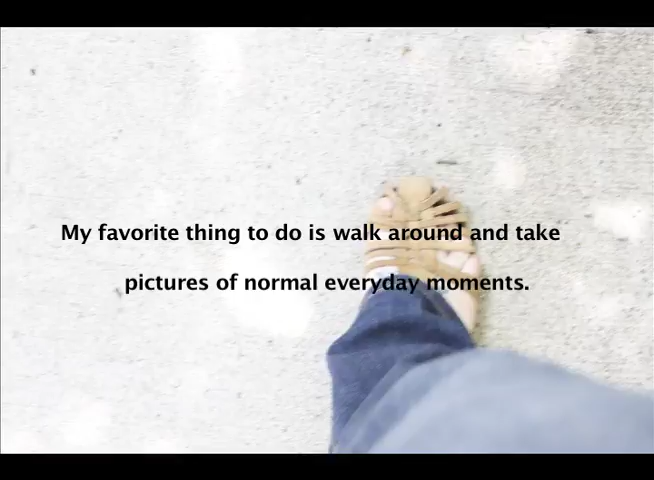 My favorite thing to do is walk around and take
pictures of normal everyday moments.